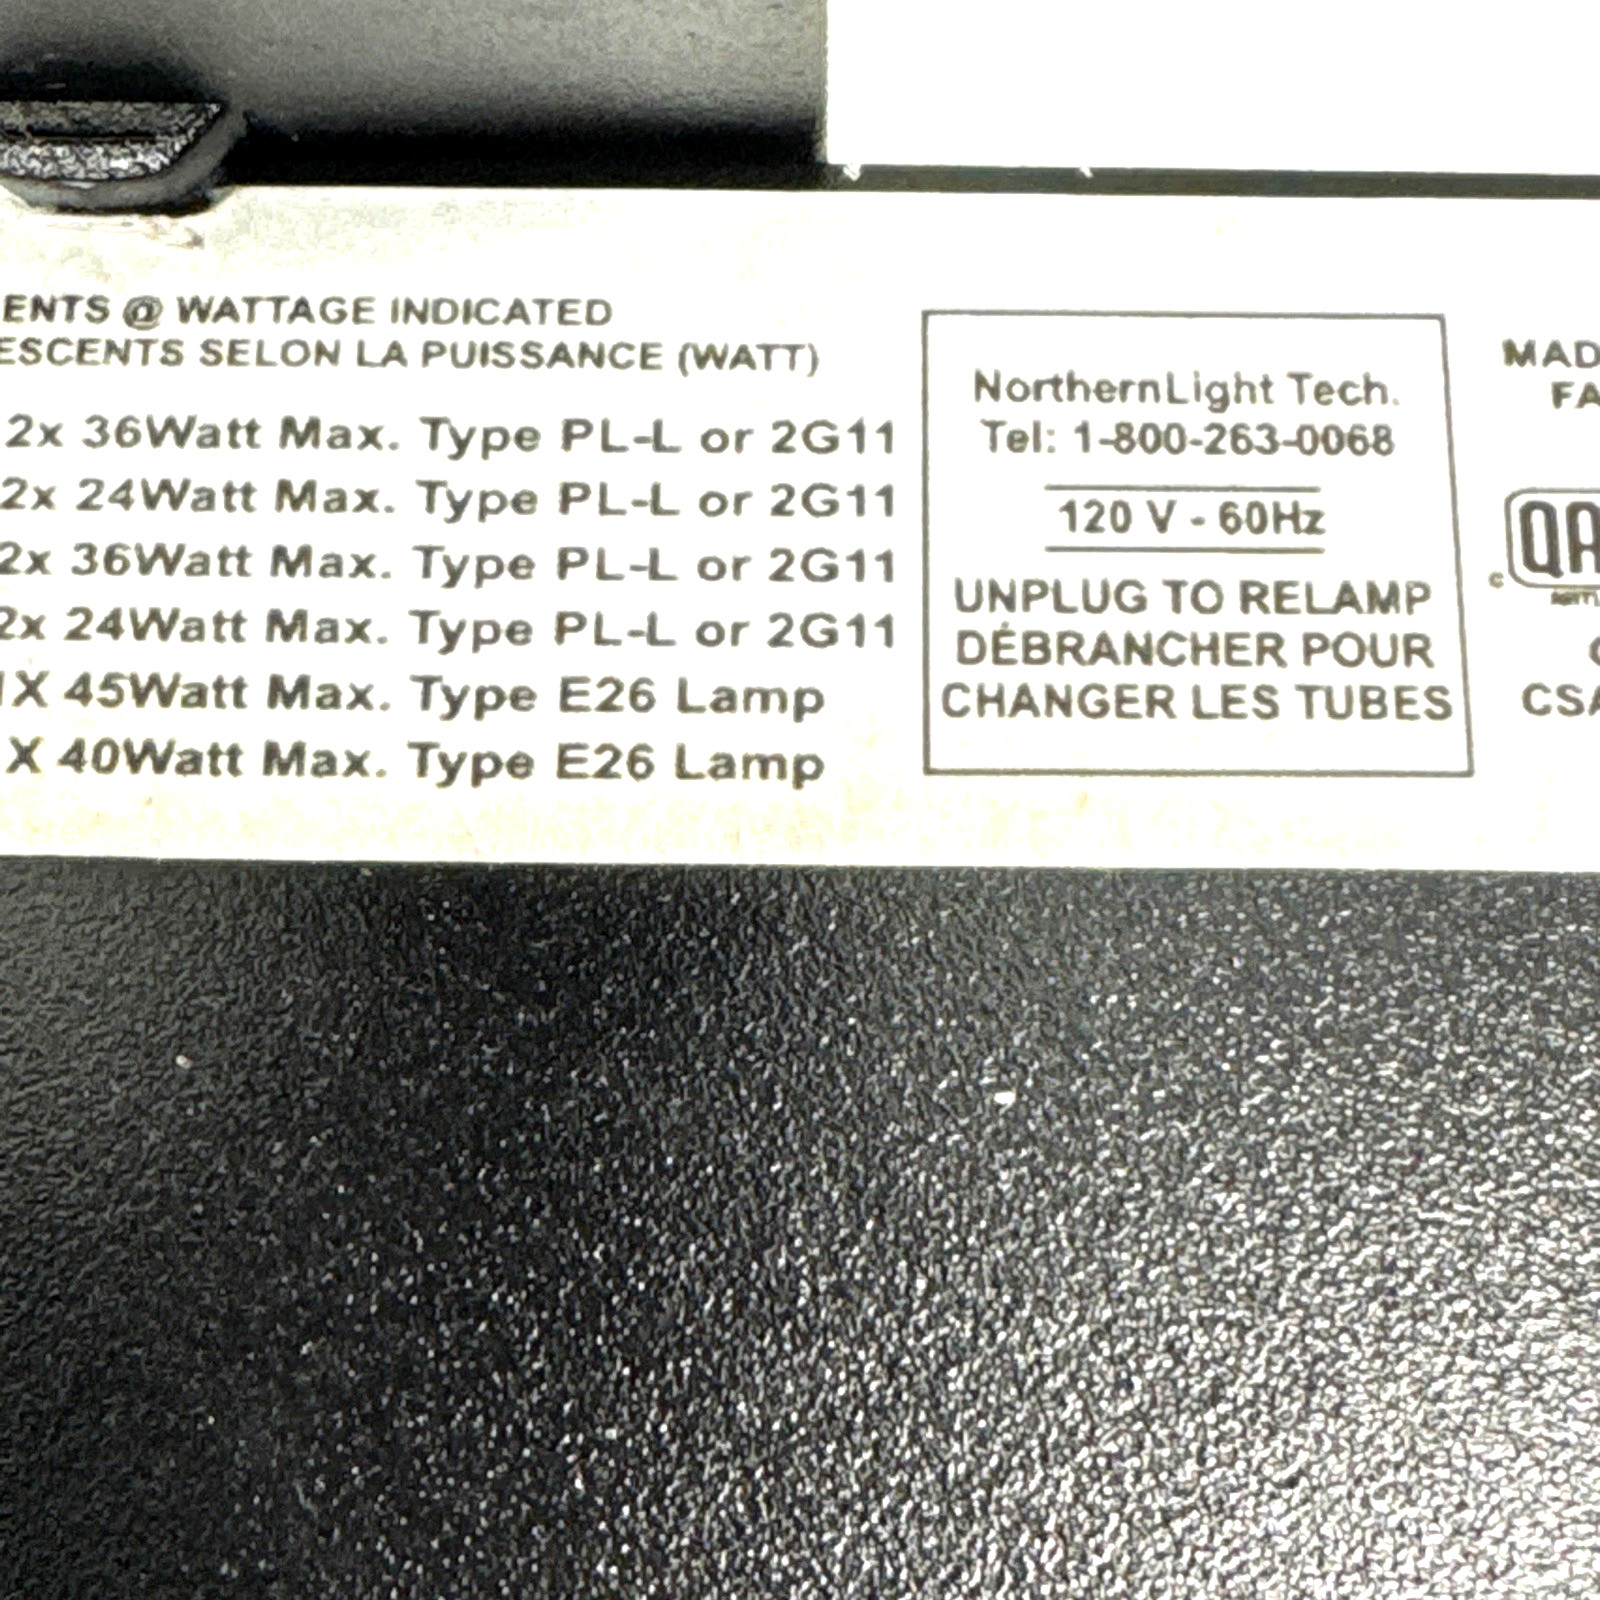 ENTS @ WATTAGE INDICATED
ESCENTS SELON LA PUISSANCE (WATT)
2x 36Watt Max. Type PL-L or 2G11
2x 24Watt Max. Type PL-L or 2G11
2x 36Watt Max. Type PL-L or 2G11
2x 24Watt Max. Type PL-L or 2G11
1X 45Watt Max. Type E26 Lamp
X 40Watt Max. Type E26 Lamp
NorthernLight Tech.
Tel: 1-800-263-0068
120 V - 60Hz
UNPLUG TO RELAMP
DÉBRANCHER POUR
CHANGER LES TUBES
MAD
FA
QA
c
CSA